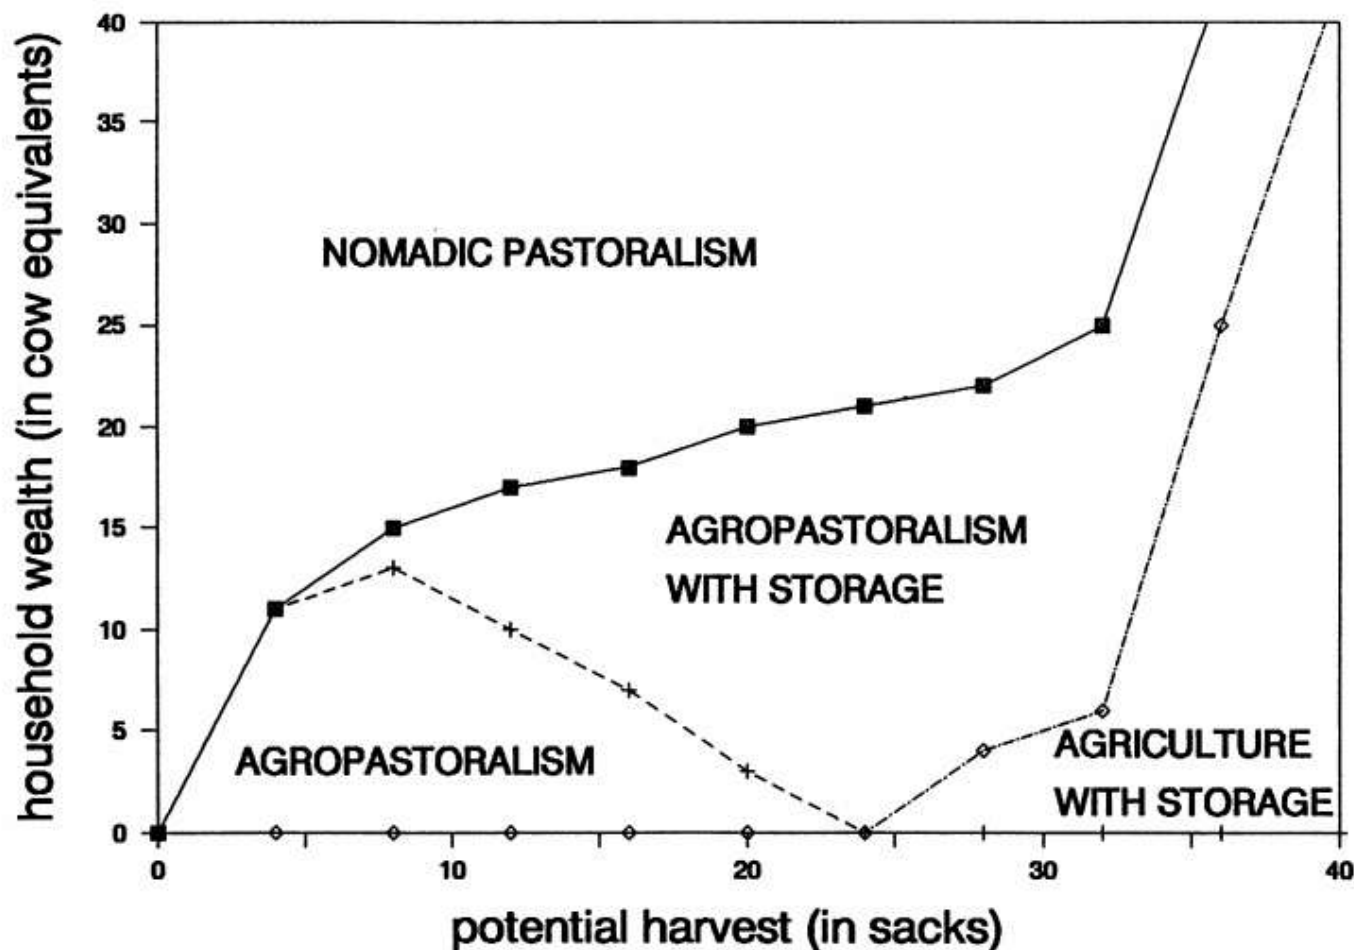 household wealth (in cow equivalents)
40
35
30
25
20
15
10
5
0
NOMADIC PASTORALISM
AGROPASTORALISM
WITH STORAGE
AGROPASTORALISM
AGRICULTURE
WITH STORAGE
0 10 20 30 40
potential harvest (in sacks)